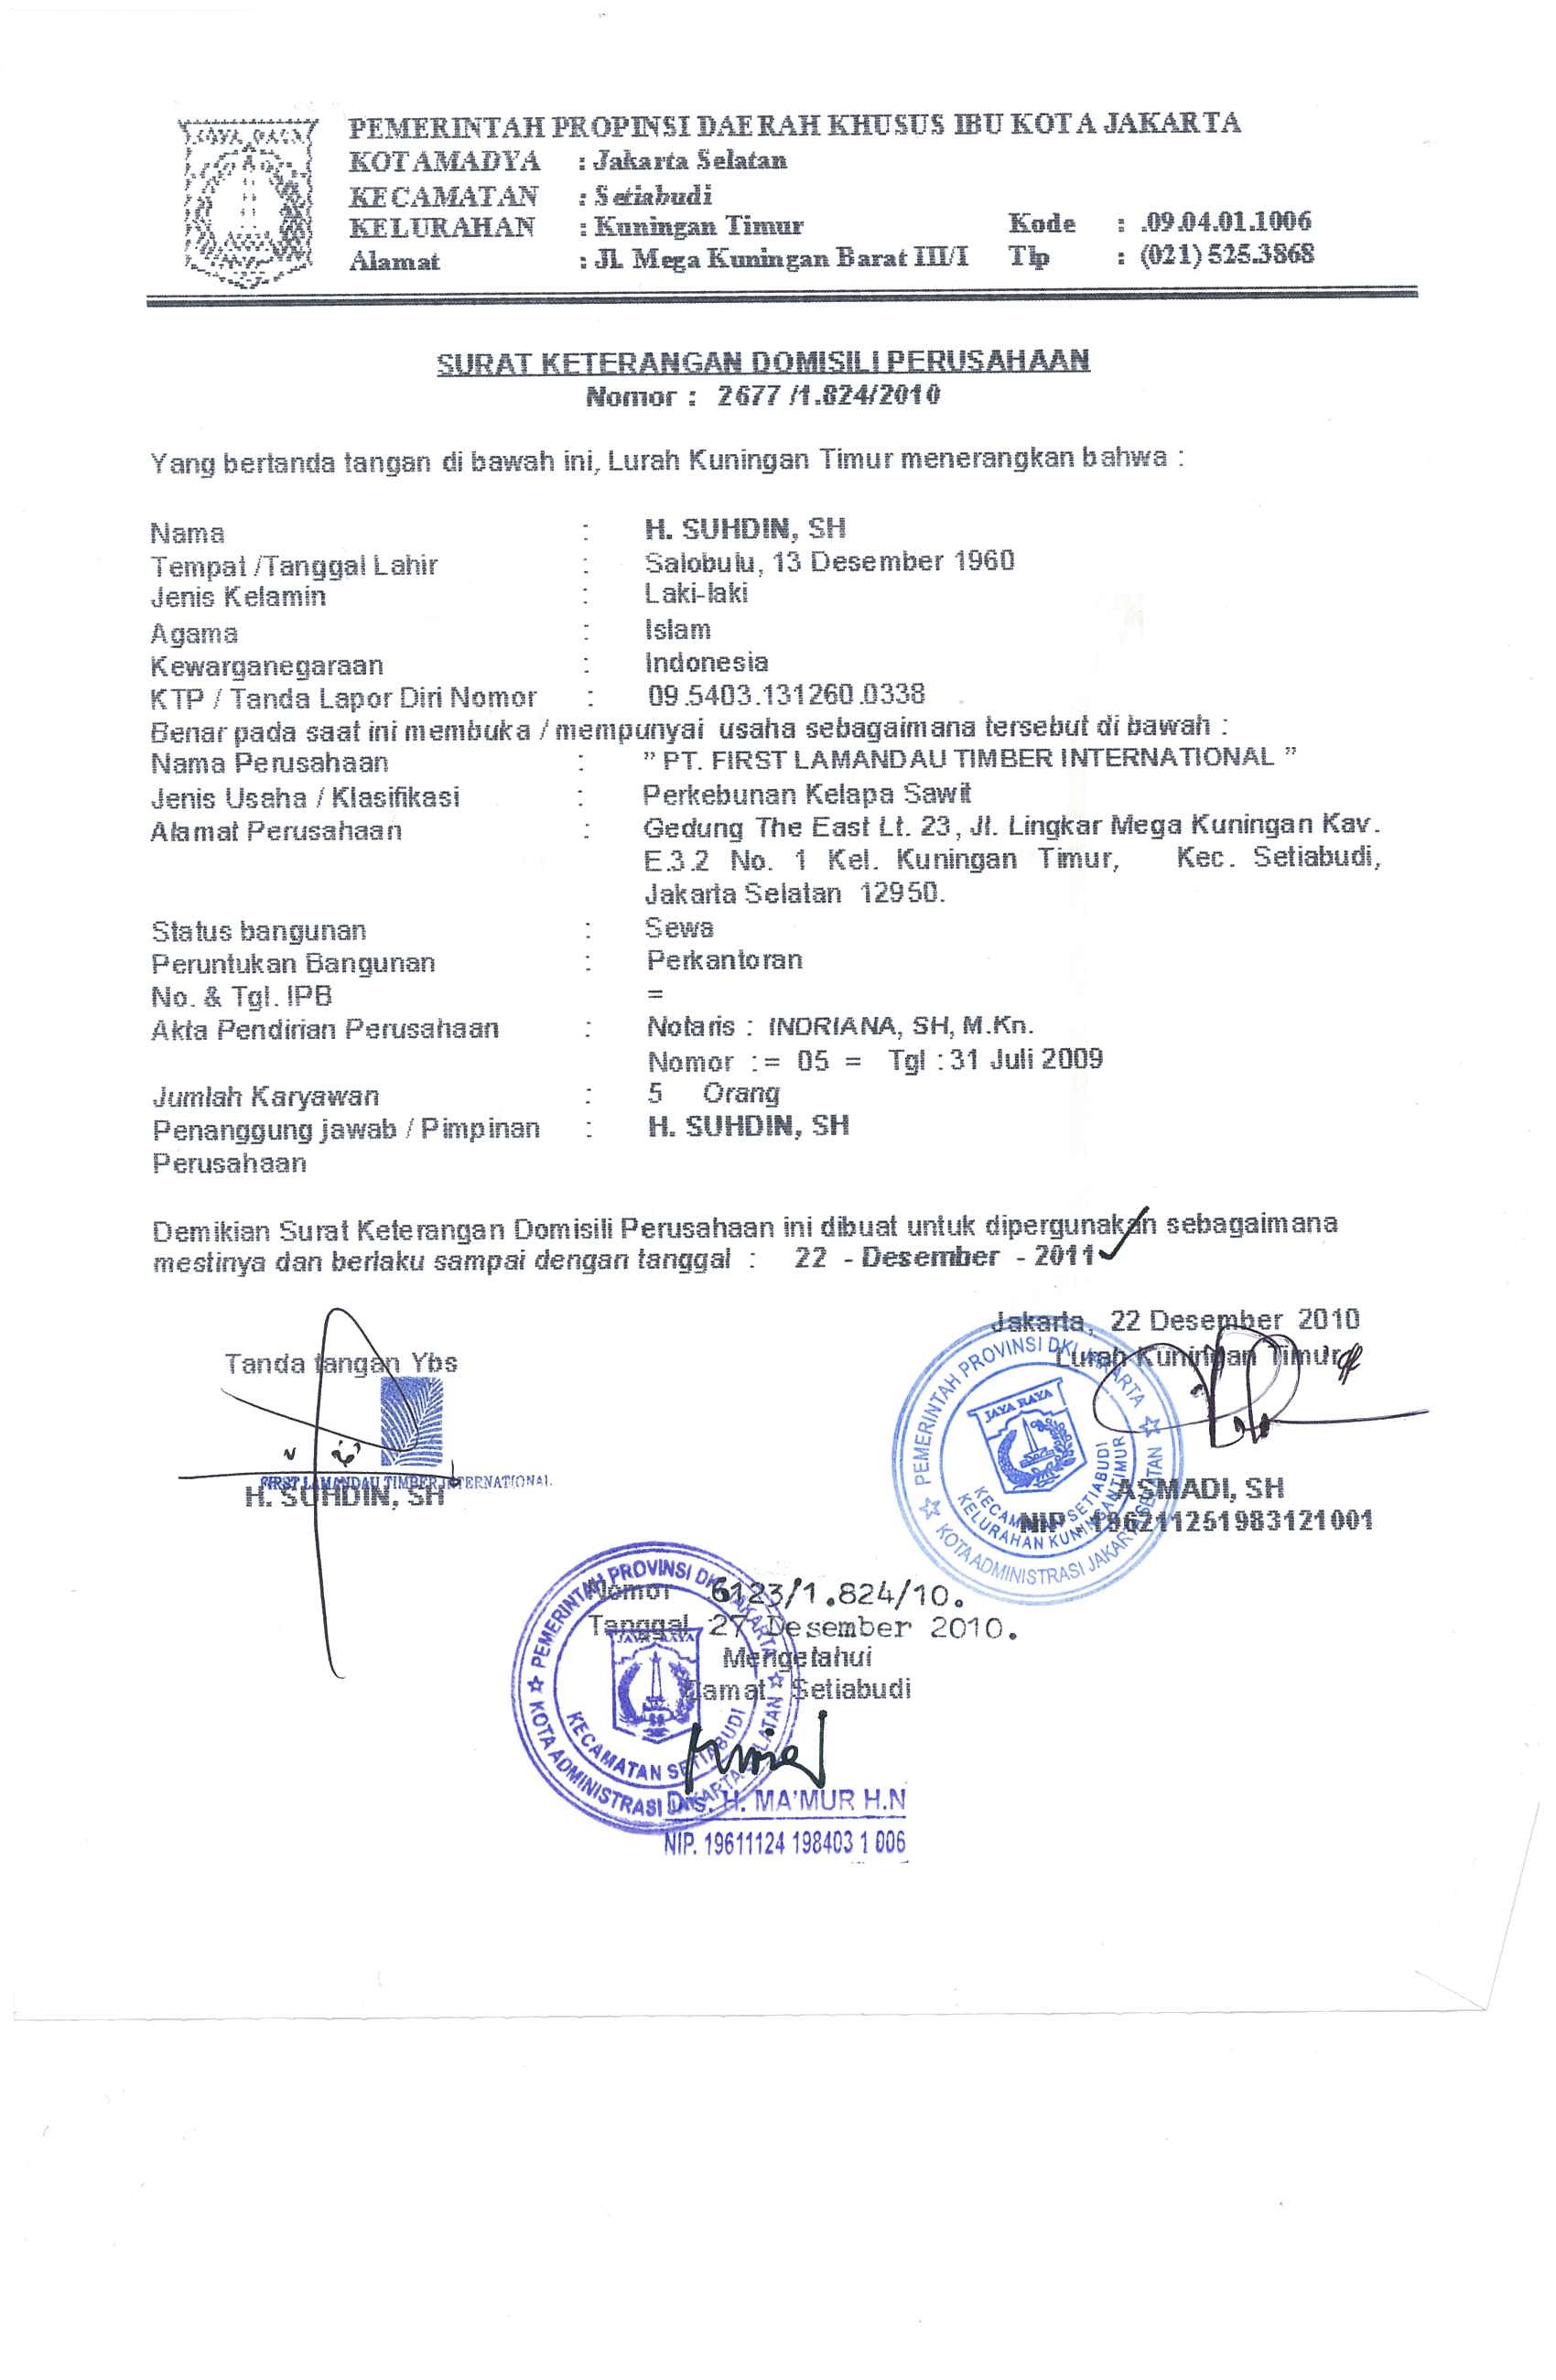 JAYA RAYA
PEMERINTAH PROPINSI DAERAH KHUSUS IBU KOTA JAKARTA
KOTAMADYA : Jakarta Selatan
KECAMATAN : Setiabudi
KELURAHAN : Kuningan Timur Kode : .09.04.01.1006
Alamat : Jl. Mega Kuningan Barat III/I Tlp : (021) 525.3868
SURAT KETERANGAN DOMISILI PERUSAHAAN
Nomor : 2677 /1.824/2010
Yang bertanda tangan di bawah ini, Lurah Kuningan Timur menerangkan bahwa :
Nama : H. SUHDIN, SH
Tempat /Tanggal Lahir : Salobulu, 13 Desember 1960
Jenis Kelamin : Laki-laki
Agama : Islam
Kewarganegaraan : Indonesia
KTP / Tanda Lapor Diri Nomor : 09.5403.131260.0338
Benar pada saat ini membuka / mempunyai usaha sebagaimana tersebut di bawah :
Nama Perusahaan : ” PT. FIRST LAMANDAU TIMBER INTERNATIONAL ”
Jenis Usaha / Klasifikasi : Perkebunan Kelapa Sawit
Alamat Perusahaan : Gedung The East Lt. 23, Jl. Lingkar Mega Kuningan Kav.
E.3.2 No. 1 Kel. Kuningan Timur, Kec. Setiabudi,
Jakarta Selatan 12950.
Status bangunan : Sewa
Peruntukan Bangunan : Perkantoran
No. & Tgl. IPB =
Akta Pendirian Perusahaan : Notaris : INDRIANA, SH, M.Kn.
Nomor : = 05 = Tgl : 31 Juli 2009
Jumlah Karyawan : 5 Orang
Penanggung jawab / Pimpinan : H. SUHDIN, SH
Perusahaan
Demikian Surat Keterangan Domisili Perusahaan ini dibuat untuk dipergunakan sebagaimana
mestinya dan berlaku sampai dengan tanggal : 22 - Desember - 2011
Jakarta, 22 Desember 2010
Tanda tangan Ybs
Lurah Kuningan Timur
PEMERINTAH PROVINSI DKI JAKARTA
JAYA RAYA
KECAMATAN SETIABUDI
KELURAHAN KUNINGAN TIMUR
KOTA ADMINISTRASI JAKARTA SELATAN
FIRST LAMANDAU TIMBER INTERNATIONAL
H. SUHDIN, SH
ASMADI, SH
NIP. 196211251983121001
Nomor 6123/1.824/10.
Tanggal 27 Desember 2010.
Mengetahui
Camat Setiabudi
PEMERINTAH PROVINSI DKI JAKARTA
JAYA RAYA
KECAMATAN SETIABUDI
KOTA ADMINISTRASI JAKARTA SELATAN
Drs. H. MA'MUR H.N
NIP. 19611124 198403 1 006